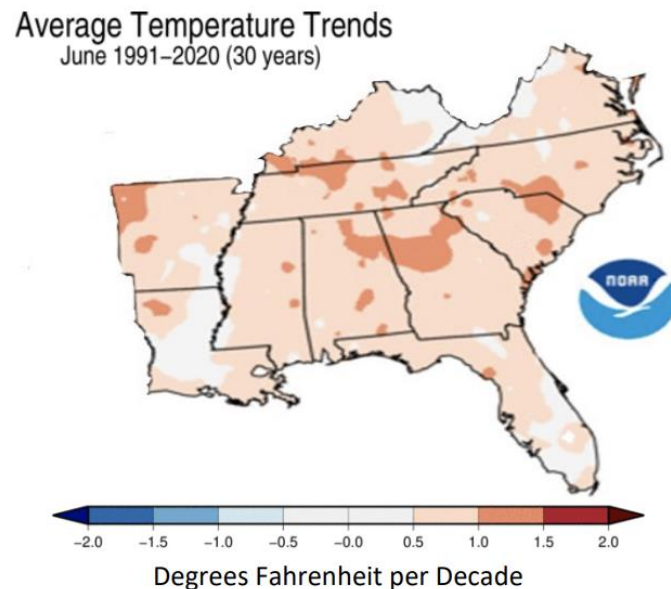 Average Temperature Trends
June 1991–2020 (30 years)
NOAA
−2.0 −1.5 −1.0 −0.5 −0.0 0.5 1.0 1.5 2.0
Degrees Fahrenheit per Decade